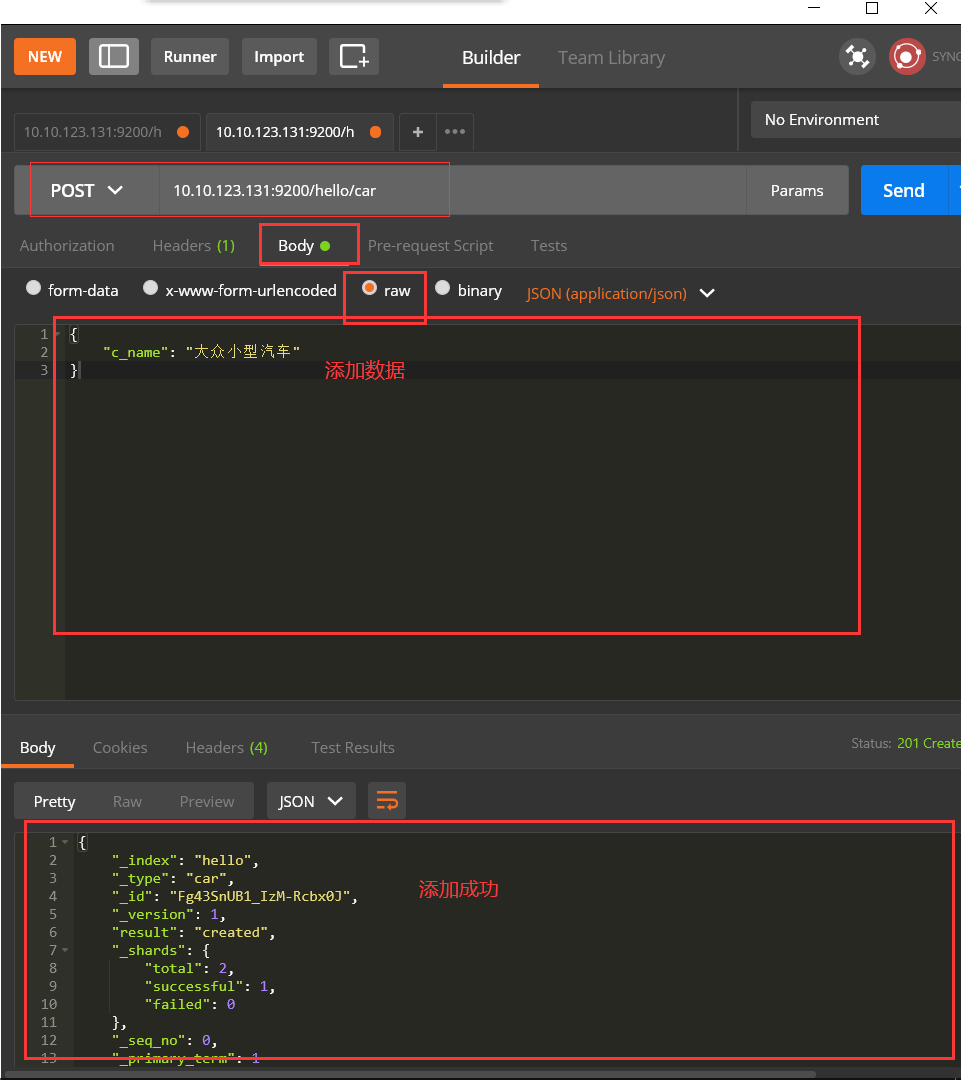 NEW Runner Import Builder Team Library SYNC
10.10.123.131:9200/h 10.10.123.131:9200/h + ••• No Environment
POST 10.10.123.131:9200/hello/car Params Send
Authorization Headers (1) Body Pre-request Script Tests
form-data x-www-form-urlencoded raw binary JSON (application/json)
1 {
2 "c_name": "大众小型汽车"
3 }
添加数据
Body Cookies Headers (4) Test Results Status: 201 Create
Pretty Raw Preview JSON
1 {
2 "_index": "hello",
3 "_type": "car",
4 "_id": "Fg43SnUB1_IzM-Rcbx0J",
添加成功
5 "_version": 1,
6 "result": "created",
7 "_shards": {
8 "total": 2,
9 "successful": 1,
10 "failed": 0
11 },
12 "_seq_no": 0,
13 "_primary_term": 1